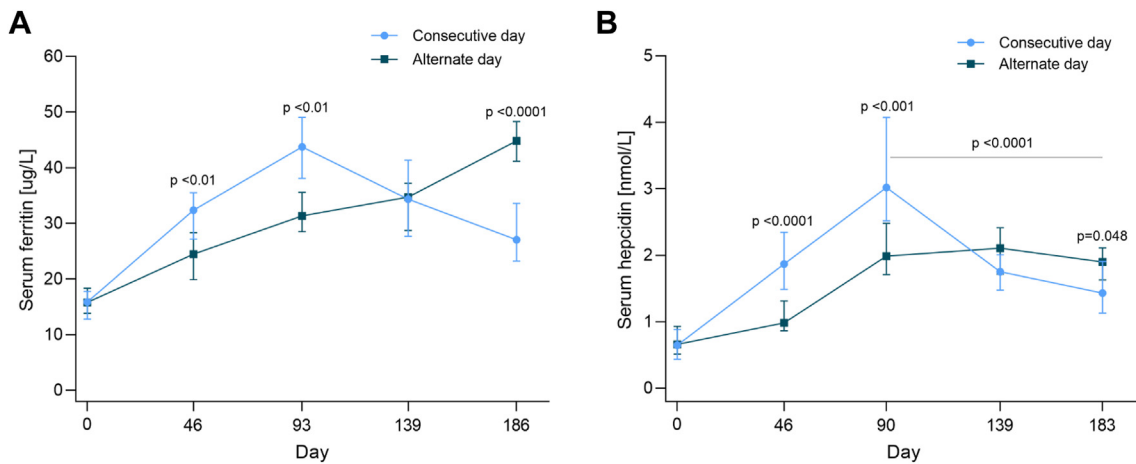 A
Consecutive day
Alternate day
Serum ferritin [ug/L]
60
50
40
30
20
10
0
p <0.01
p <0.01
p <0.0001
0 46 93 139 186
Day
B
Consecutive day
Alternate day
Serum hepcidin [nmol/L]
5
4
3
2
1
0
p <0.0001
p <0.001
p <0.0001
p=0.048
0 46 90 139 183
Day